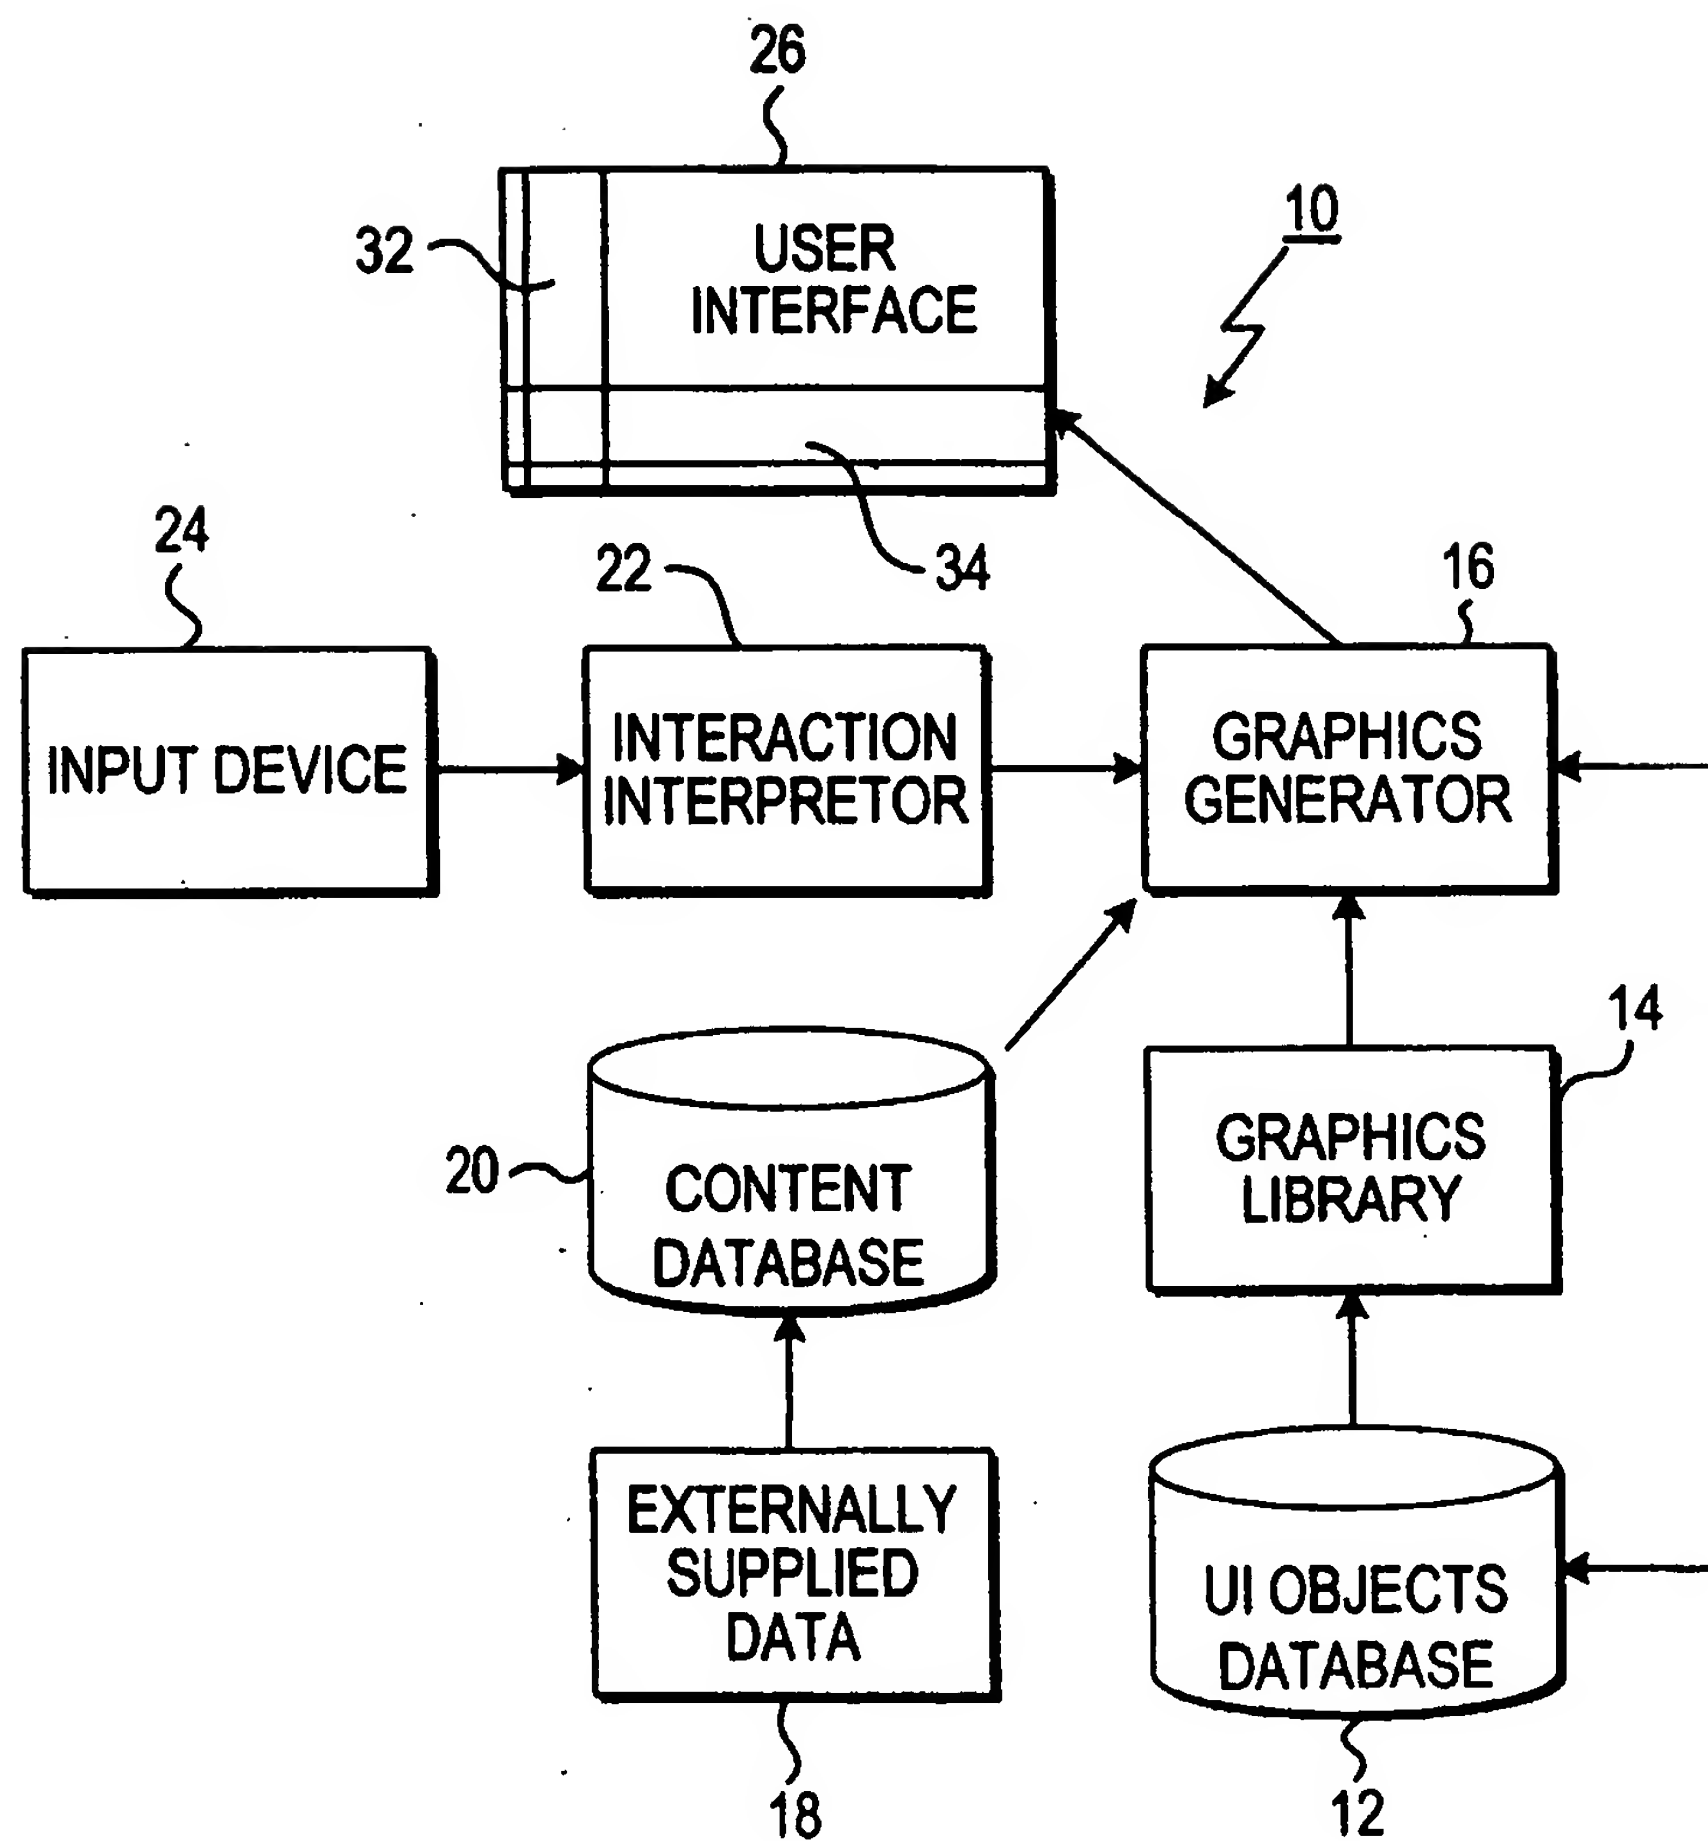 26
10
32
USER
INTERFACE
34
24
22
16
INPUT DEVICE
INTERACTION
INTERPRETOR
GRAPHICS
GENERATOR
14
20
CONTENT
DATABASE
GRAPHICS
LIBRARY
EXTERNALLY
SUPPLIED
DATA
UI OBJECTS
DATABASE
18
12